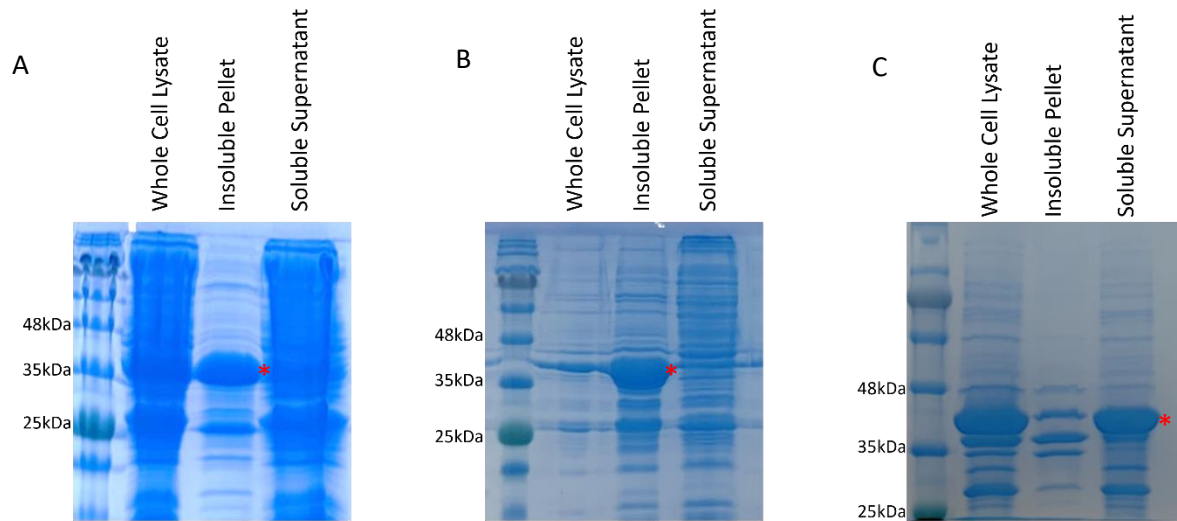 A
Whole Cell Lysate
Insoluble Pellet
Soluble Supernatant
48kDa
35kDa
*
25kDa
B
Whole Cell Lysate
Insoluble Pellet
Soluble Supernatant
48kDa
35kDa
*
25kDa
C
Whole Cell Lysate
Insoluble Pellet
Soluble Supernatant
48kDa
*
35kDa
25kDa